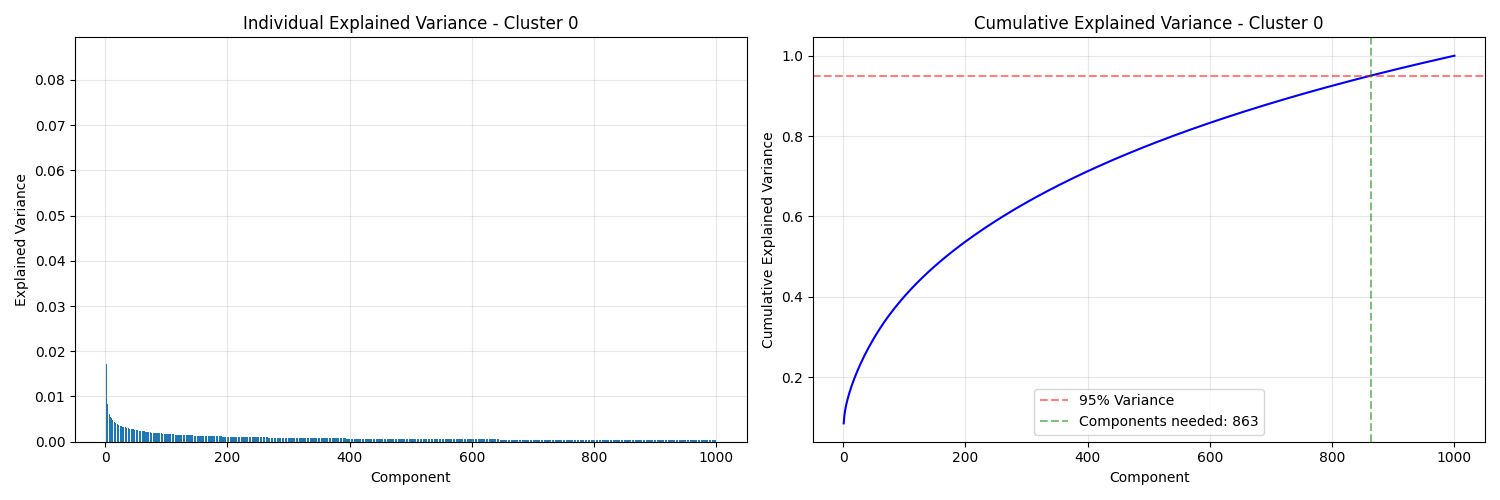 Individual Explained Variance - Cluster 0
Explained Variance
0.08
0.07
0.06
0.05
0.04
0.03
0.02
0.01
0.00
0 200 400 600 800 1000
Component
Cumulative Explained Variance - Cluster 0
Cumulative Explained Variance
1.0
0.8
0.6
0.4
0.2
95% Variance
Components needed: 863
0 200 400 600 800 1000
Component